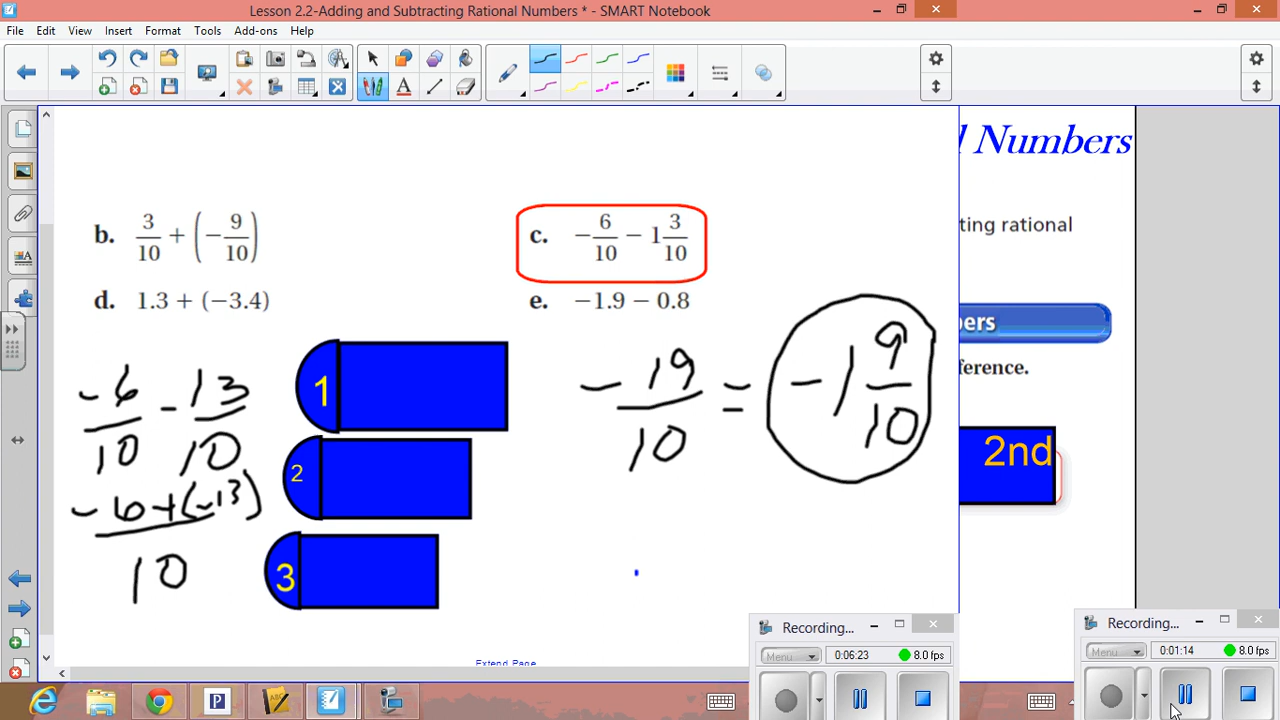 Lesson 2.2-Adding and Subtracting Rational Numbers * - SMART Notebook
File Edit View Insert Format Tools Add-ons Help
l Numbers
b. 3/10 + (−9/10)
c. −6/10 − 1 3/10
ting rational
d. 1.3 + (−3.4)
e. −1.9 − 0.8
bers
ference.
1
-6/10 - 13/10
-19/10 = -1 9/10
2nd
2
-6+(-13)/10
3
Extend Page
Recording...
Menu 0:06:23 8.0 fps
Recording...
Menu 0:01:14 8.0 fps